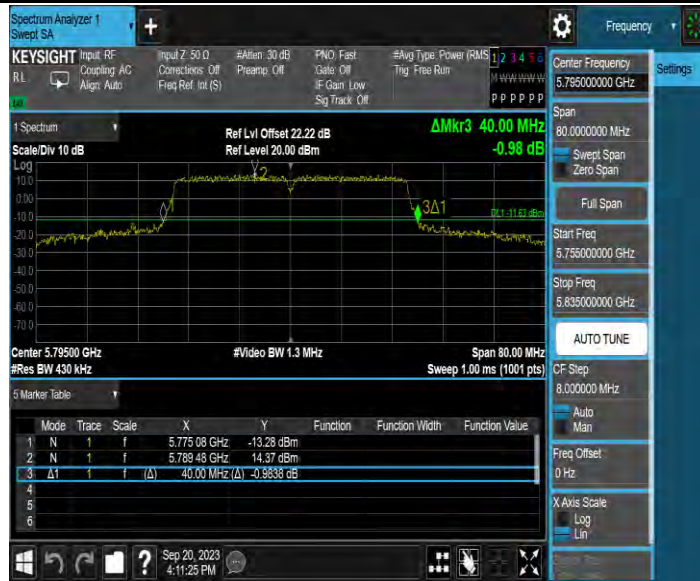 Spectrum Analyzer 1
Swept SA
+
Frequency
KEYSIGHT Input: RF Input Z: 50 Ω #Atten: 30 dB PNO: Fast #Avg Type: Power (RMS 1 2 3 4 5 6
RL Coupling: AC Corrections: Off Preamp: Off Gate: Off Trig: Free Run M W W W W W
Align: Auto Freq Ref: Int (S) IF Gain: Low
Sig Track: Off P P P P P P
1 Spectrum
Ref Lvl Offset 22.22 dB ΔMkr3 40.00 MHz
Scale/Div 10 dB Ref Level 20.00 dBm -0.98 dB
Log
10.0
0.00
-10.0
-20.0
-30.0
-40.0
-50.0
-60.0
-70.0
2
3Δ1
DL1 -11.63 dBm
Center 5.79500 GHz #Video BW 1.3 MHz Span 80.00 MHz
#Res BW 430 kHz Sweep 1.00 ms (1001 pts)
5 Marker Table
Mode Trace Scale X Y Function Function Width Function Value
1 N 1 f 5.775 08 GHz -13.28 dBm
2 N 1 f 5.789 48 GHz 14.37 dBm
3 Δ1 1 f (Δ) 40.00 MHz (Δ) -0.9838 dB
4
5
6
?
Sep 20, 2023
4:11:25 PM
Center Frequency
5.795000000 GHz
Settings
Span
80.0000000 MHz
Swept Span
Zero Span
Full Span
Start Freq
5.755000000 GHz
Stop Freq
5.835000000 GHz
AUTO TUNE
CF Step
8.000000 MHz
Auto
Man
Freq Offset
0 Hz
X Axis Scale
Log
Lin